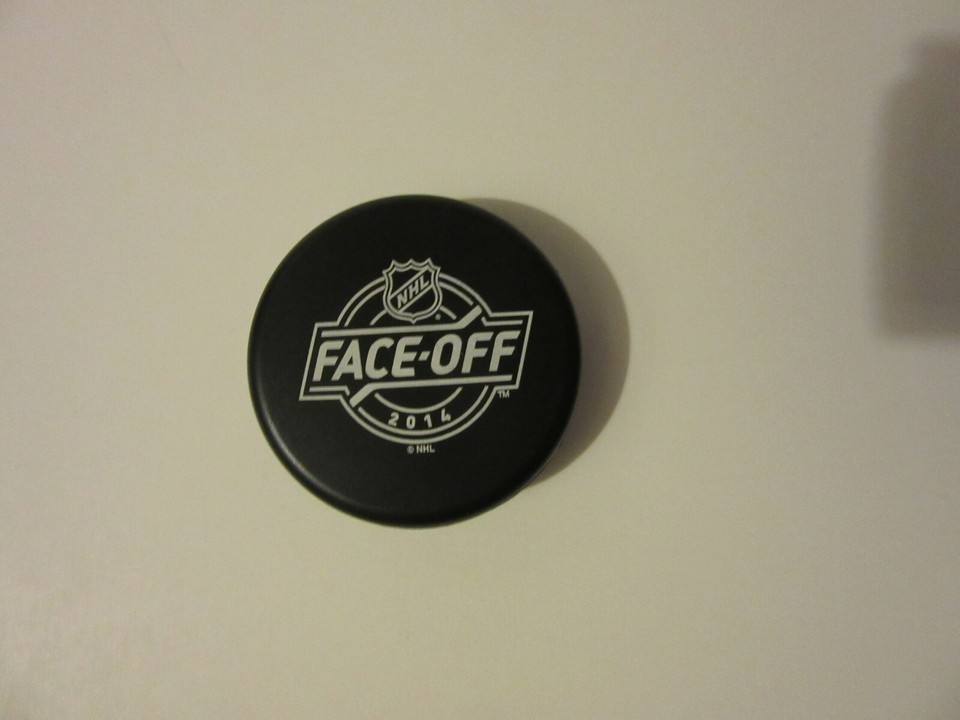 NHL
®
FACE-OFF
TM
2014
© NHL